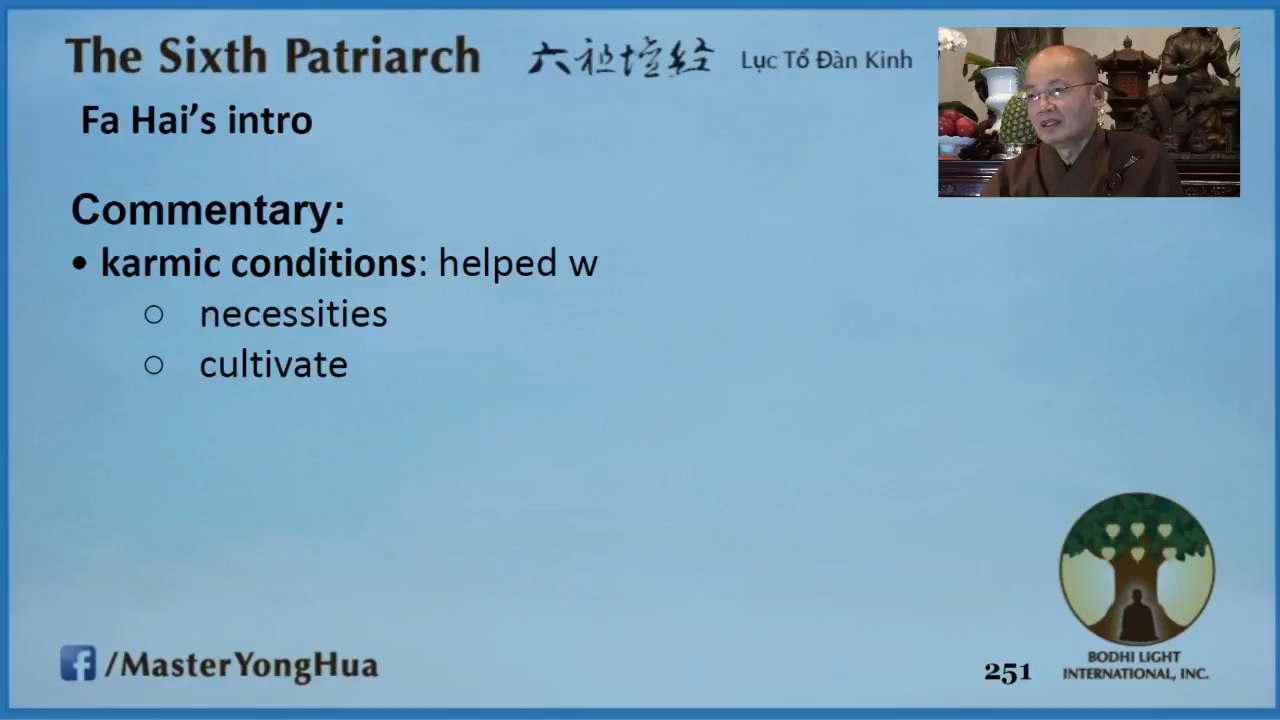 The Sixth Patriarch 六祖壇经 Lục Tổ Đàn Kinh
Fa Hai's intro
Commentary:
• karmic conditions: helped w
○ necessities
○ cultivate
f /MasterYongHua
251
BODHI LIGHT
INTERNATIONAL, INC.